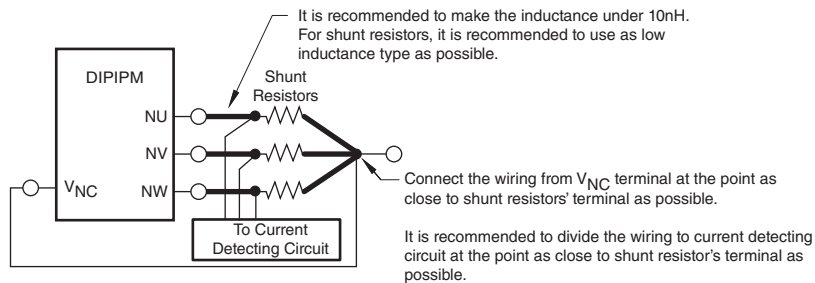 It is recommended to make the inductance under 10nH.
For shunt resistors, it is recommended to use as low
inductance type as possible.
DIPIPM
Shunt
Resistors
NU
NV
NW
VNC
To Current
Detecting Circuit
Connect the wiring from VNC terminal at the point as
close to shunt resistors' terminal as possible.
It is recommended to divide the wiring to current detecting
circuit at the point as close to shunt resistor's terminal as
possible.